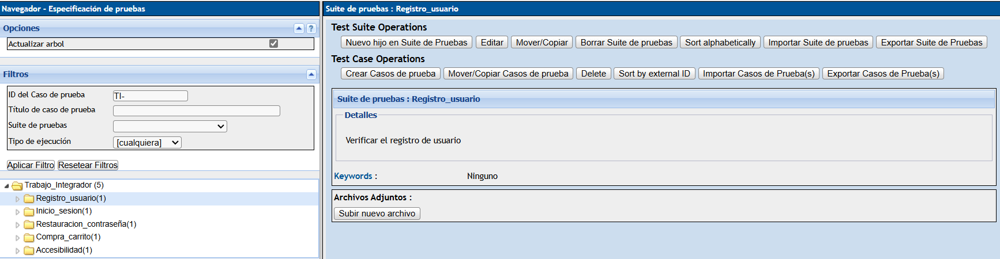 Navegador - Especificación de pruebas
Opciones
Actualizar arbol
Filtros
ID del Caso de prueba TI-
Título de caso de prueba
Suite de pruebas
Tipo de ejecución [cualquiera]
Aplicar Filtro Resetear Filtros
Trabajo_Integrador (5)
Registro_usuario(1)
Inicio_sesion(1)
Restauracion_contraseña(1)
Compra_carrito(1)
Accesibilidad(1)
Suite de pruebas : Registro_usuario
Test Suite Operations
Nuevo hijo en Suite de Pruebas Editar Mover/Copiar Borrar Suite de pruebas Sort alphabetically Importar Suite de pruebas Exportar Suite de Pruebas
Test Case Operations
Crear Casos de prueba Mover/Copiar Casos de prueba Delete Sort by external ID Importar Casos de Prueba(s) Exportar Casos de Prueba(s)
Suite de pruebas : Registro_usuario
Detalles
Verificar el registro de usuario
Keywords : Ninguno
Archivos Adjuntos :
Subir nuevo archivo